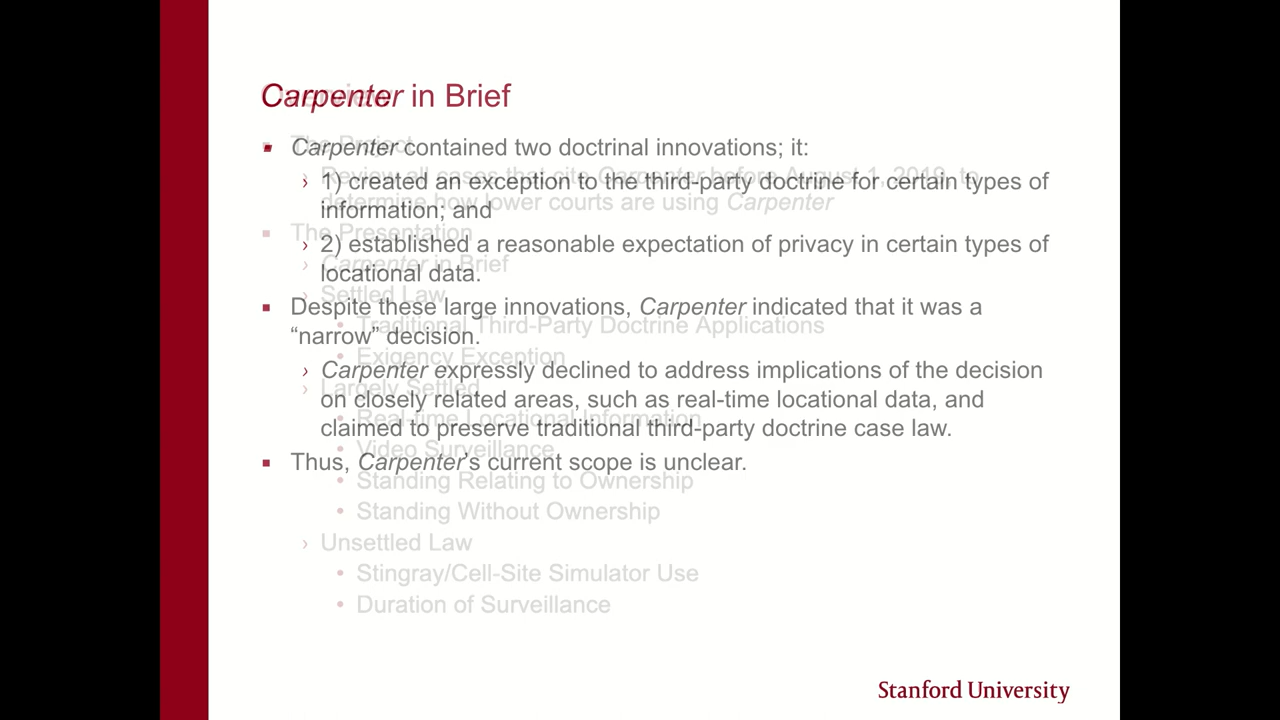 Carpenter in Brief
Carpenter contained two doctrinal innovations; it:
1) created an exception to the third-party doctrine for certain types of
information; and
2) established a reasonable expectation of privacy in certain types of
locational data.
Despite these large innovations, Carpenter indicated that it was a
“narrow” decision.
Carpenter expressly declined to address implications of the decision
on closely related areas, such as real-time locational data, and
claimed to preserve traditional third-party doctrine case law.
Thus, Carpenter’s current scope is unclear.
The Project
Review all cases that cite Carpenter before August 1, 2019, to
determine how lower courts are using Carpenter
The Presentation
Carpenter in Brief
Settled Law
Traditional Third-Party Doctrine Applications
Exigency Exception
Largely Settled
Real-time Locational Information
Video Surveillance
Standing Relating to Ownership
Standing Without Ownership
Unsettled Law
Stingray/Cell-Site Simulator Use
Duration of Surveillance
Stanford University